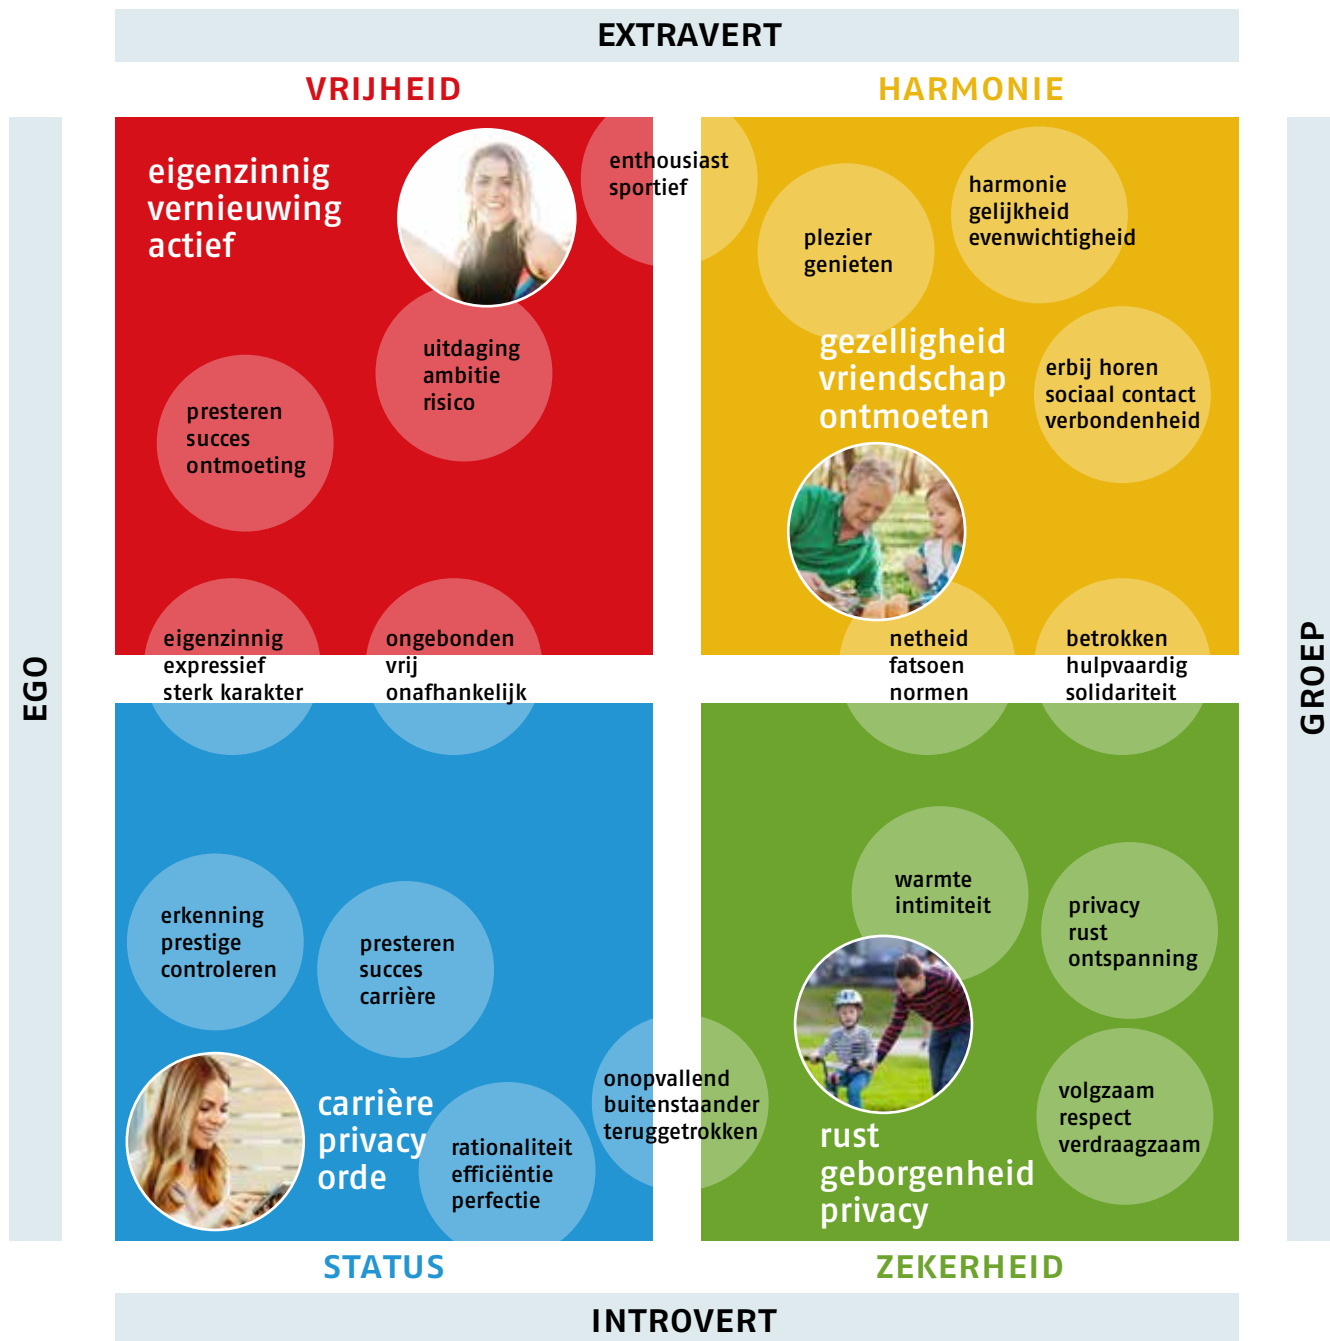 EXTRAVERT
VRIJHEID
HARMONIE
EGO
GROEP
eigenzinnig
vernieuwing
actief
enthousiast
sportief
uitdaging
ambitie
risico
presteren
succes
ontmoeting
plezier
genieten
harmonie
gelijkheid
evenwichtigheid
gezelligheid
vriendschap
ontmoeten
erbij horen
sociaal contact
verbondenheid
eigenzinnig
expressief
sterk karakter
ongebonden
vrij
onafhankelijk
netheid
fatsoen
normen
betrokken
hulpvaardig
solidariteit
erkenning
prestige
controleren
presteren
succes
carrière
carrière
privacy
orde
rationaliteit
efficiëntie
perfectie
onopvallend
buitenstaander
teruggetrokken
warmte
intimiteit
privacy
rust
ontspanning
volgzaam
respect
verdraagzaam
rust
geborgenheid
privacy
STATUS
ZEKERHEID
INTROVERT